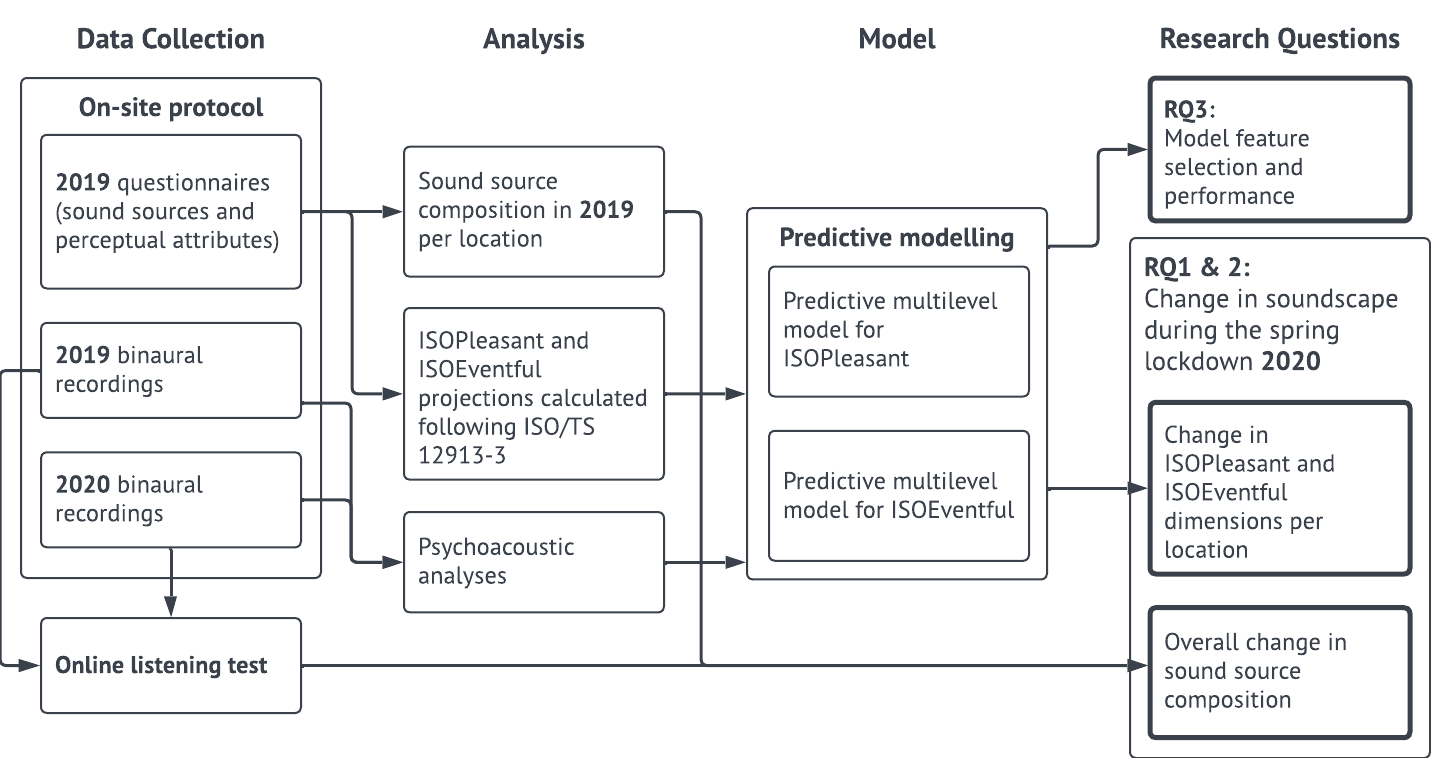 Data Collection
Analysis
Model
Research Questions
On-site protocol
2019 questionnaires
(sound sources and
perceptual attributes)
2019 binaural
recordings
2020 binaural
recordings
Online listening test
Sound source
composition in 2019
per location
ISOPleasant and
ISOEventful
projections calculated
following ISO/TS
12913-3
Psychoacoustic
analyses
Predictive modelling
Predictive multilevel
model for
ISOPleasant
Predictive multilevel
model for ISOEventful
RQ3:
Model feature
selection and
performance
RQ1 & 2:
Change in soundscape
during the spring
lockdown 2020
Change in
ISOPleasant and
ISOEventful
dimensions per
location
Overall change in
sound source
composition